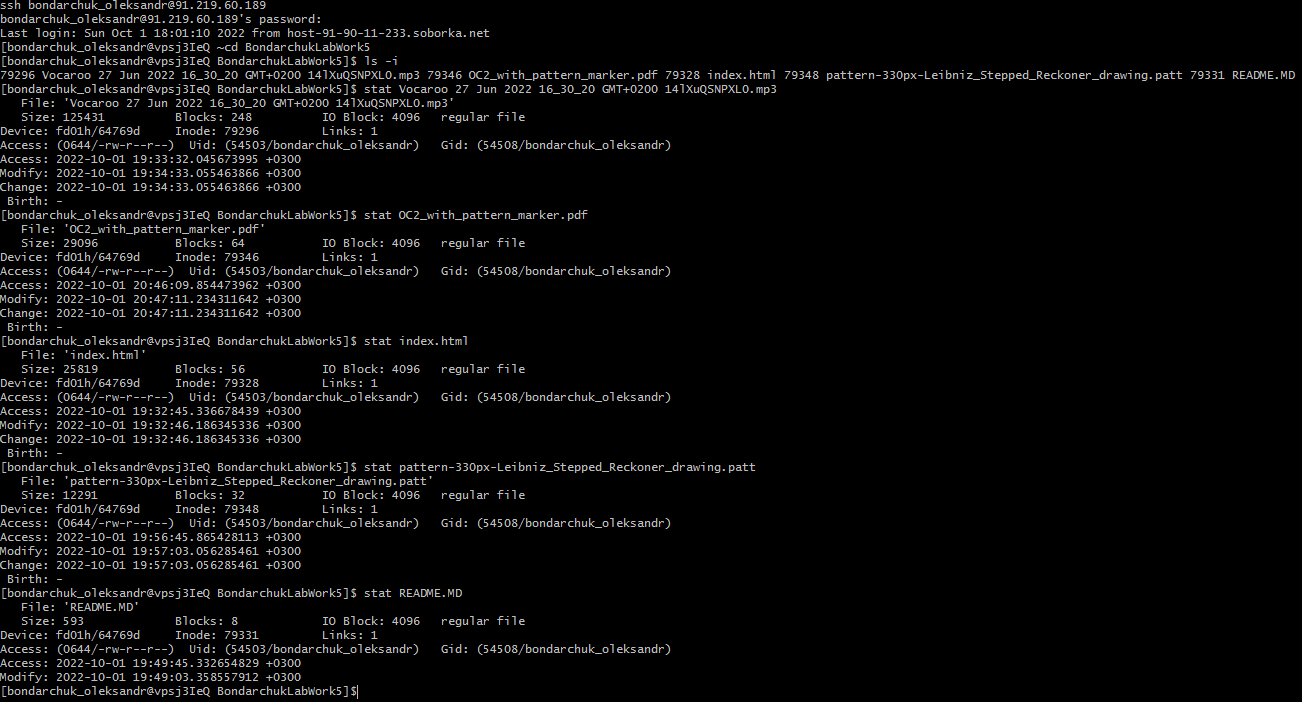 ssh bondarchuk_oleksandr@91.219.60.189
bondarchuk_oleksandr@91.219.60.189's password:
Last login: Sun Oct 1 18:01:10 2022 from host-91-90-11-233.soborka.net
[bondarchuk_oleksandr@vpsj3IeQ ~cd BondarchukLabWork5
[bondarchuk_oleksandr@vpsj3IeQ BondarchukLabWork5]$ ls -i
79296 Vocaroo 27 Jun 2022 16_30_20 GMT+0200 14lXuQSNPXLO.mp3 79346 OC2_with_pattern_marker.pdf 79328 index.html 79348 pattern-330px-Leibniz_Stepped_Reckoner_drawing.patt 79331 README.MD
[bondarchuk_oleksandr@vpsj3IeQ BondarchukLabWork5]$ stat Vocaroo 27 Jun 2022 16_30_20 GMT+0200 14lXuQSNPXLO.mp3
File: 'Vocaroo 27 Jun 2022 16_30_20 GMT+0200 14lXuQSNPXLO.mp3'
Size: 125431 Blocks: 248 IO Block: 4096 regular file
Device: fd01h/64769d Inode: 79296 Links: 1
Access: (0644/-rw-r--r--) Uid: (54503/bondarchuk_oleksandr) Gid: (54508/bondarchuk_oleksandr)
Access: 2022-10-01 19:33:32.045673995 +0300
Modify: 2022-10-01 19:34:33.055463866 +0300
Change: 2022-10-01 19:34:33.055463866 +0300
Birth: -
[bondarchuk_oleksandr@vpsj3IeQ BondarchukLabWork5]$ stat OC2_with_pattern_marker.pdf
File: 'OC2_with_pattern_marker.pdf'
Size: 29096 Blocks: 64 IO Block: 4096 regular file
Device: fd01h/64769d Inode: 79346 Links: 1
Access: (0644/-rw-r--r--) Uid: (54503/bondarchuk_oleksandr) Gid: (54508/bondarchuk_oleksandr)
Access: 2022-10-01 20:46:09.854473962 +0300
Modify: 2022-10-01 20:47:11.234311642 +0300
Change: 2022-10-01 20:47:11.234311642 +0300
Birth: -
[bondarchuk_oleksandr@vpsj3IeQ BondarchukLabWork5]$ stat index.html
File: 'index.html'
Size: 25819 Blocks: 56 IO Block: 4096 regular file
Device: fd01h/64769d Inode: 79328 Links: 1
Access: (0644/-rw-r--r--) Uid: (54503/bondarchuk_oleksandr) Gid: (54508/bondarchuk_oleksandr)
Access: 2022-10-01 19:32:45.336678439 +0300
Modify: 2022-10-01 19:32:46.186345336 +0300
Change: 2022-10-01 19:32:46.186345336 +0300
Birth: -
[bondarchuk_oleksandr@vpsj3IeQ BondarchukLabWork5]$ stat pattern-330px-Leibniz_Stepped_Reckoner_drawing.patt
File: 'pattern-330px-Leibniz_Stepped_Reckoner_drawing.patt'
Size: 12291 Blocks: 32 IO Block: 4096 regular file
Device: fd01h/64769d Inode: 79348 Links: 1
Access: (0644/-rw-r--r--) Uid: (54503/bondarchuk_oleksandr) Gid: (54508/bondarchuk_oleksandr)
Access: 2022-10-01 19:56:45.865428113 +0300
Modify: 2022-10-01 19:57:03.056285461 +0300
Change: 2022-10-01 19:57:03.056285461 +0300
Birth: -
[bondarchuk_oleksandr@vpsj3IeQ BondarchukLabWork5]$ stat README.MD
File: 'README.MD'
Size: 593 Blocks: 8 IO Block: 4096 regular file
Device: fd01h/64769d Inode: 79331 Links: 1
Access: (0644/-rw-r--r--) Uid: (54503/bondarchuk_oleksandr) Gid: (54508/bondarchuk_oleksandr)
Access: 2022-10-01 19:49:45.332654829 +0300
Modify: 2022-10-01 19:49:03.358557912 +0300
[bondarchuk_oleksandr@vpsj3IeQ BondarchukLabWork5]$